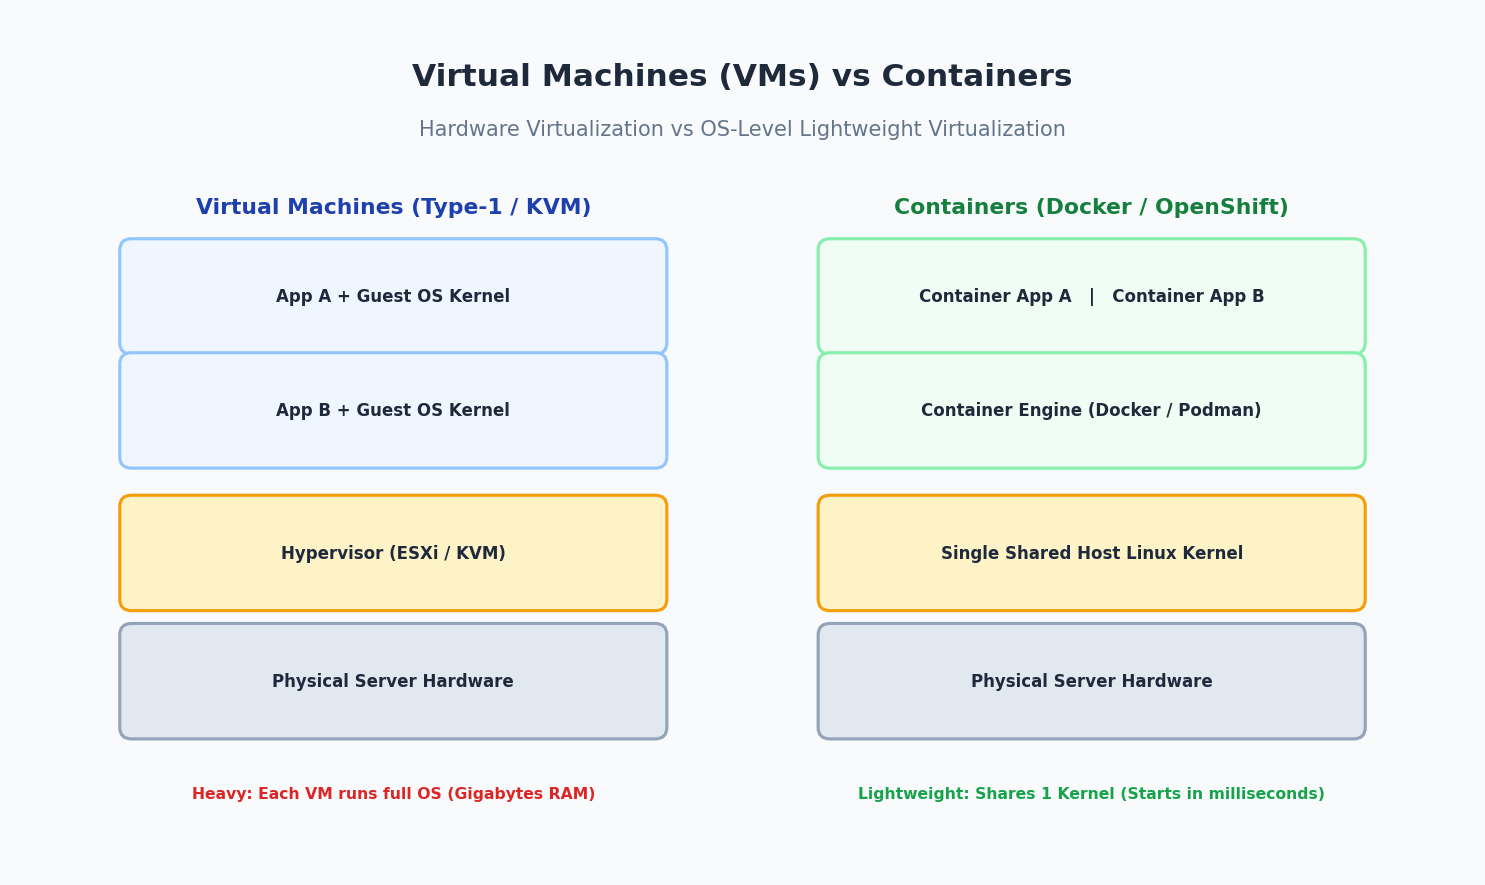 Virtual Machines (VMs) vs Containers
Hardware Virtualization vs OS-Level Lightweight Virtualization
Virtual Machines (Type-1 / KVM)
App A + Guest OS Kernel
App B + Guest OS Kernel
Hypervisor (ESXi / KVM)
Physical Server Hardware
Heavy: Each VM runs full OS (Gigabytes RAM)
Containers (Docker / OpenShift)
Container App A | Container App B
Container Engine (Docker / Podman)
Single Shared Host Linux Kernel
Physical Server Hardware
Lightweight: Shares 1 Kernel (Starts in milliseconds)